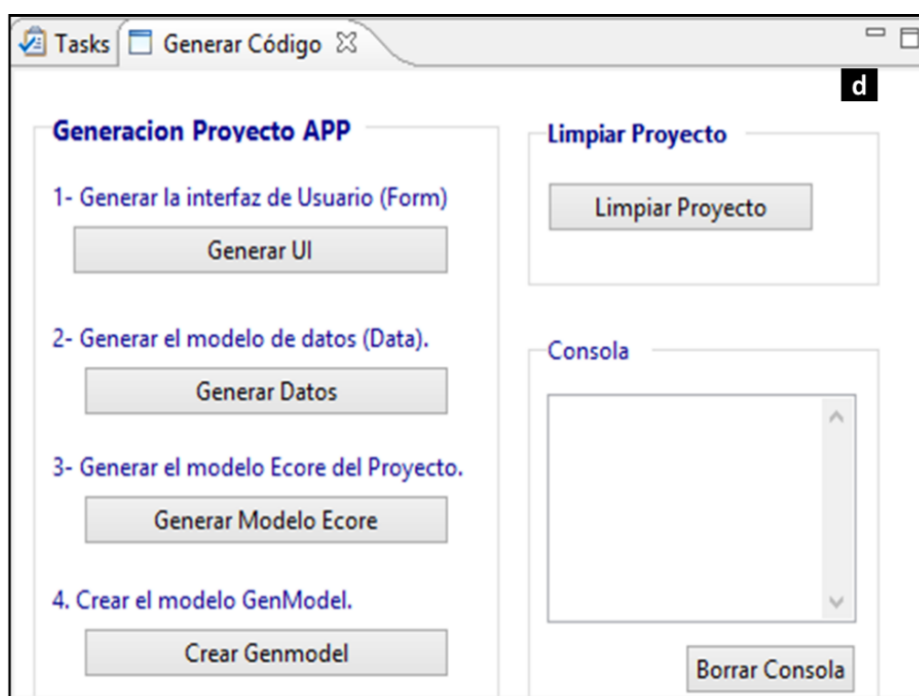 Tasks
Generar Código
d
Generacion Proyecto APP
1- Generar la interfaz de Usuario (Form)
Generar UI
2- Generar el modelo de datos (Data).
Generar Datos
3- Generar el modelo Ecore del Proyecto.
Generar Modelo Ecore
4. Crear el modelo GenModel.
Crear Genmodel
Limpiar Proyecto
Limpiar Proyecto
Consola
Borrar Consola